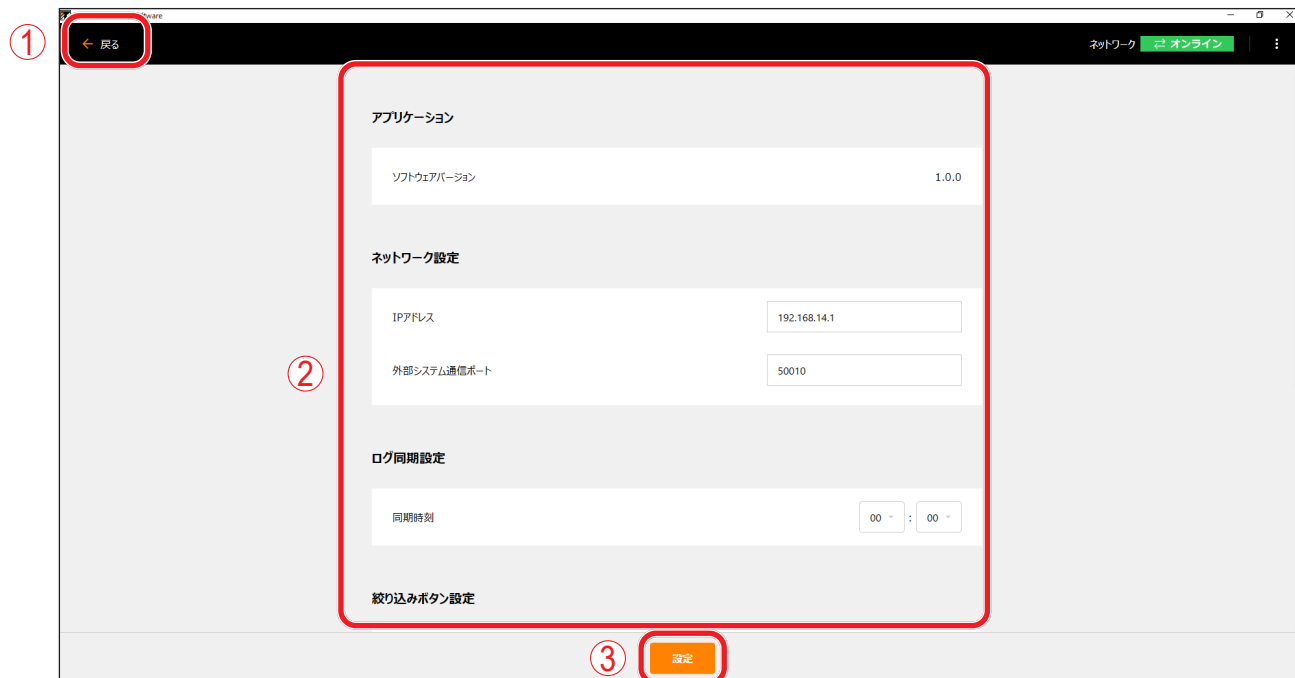 ①
← 戻る
ネットワーク ⇄ オンライン
アプリケーション
ソフトウェアバージョン 1.0.0
ネットワーク設定
IPアドレス 192.168.14.1
②
外部システム通信ポート 50010
ログ同期設定
同期時刻 00 : 00
絞り込みボタン設定
③
設定